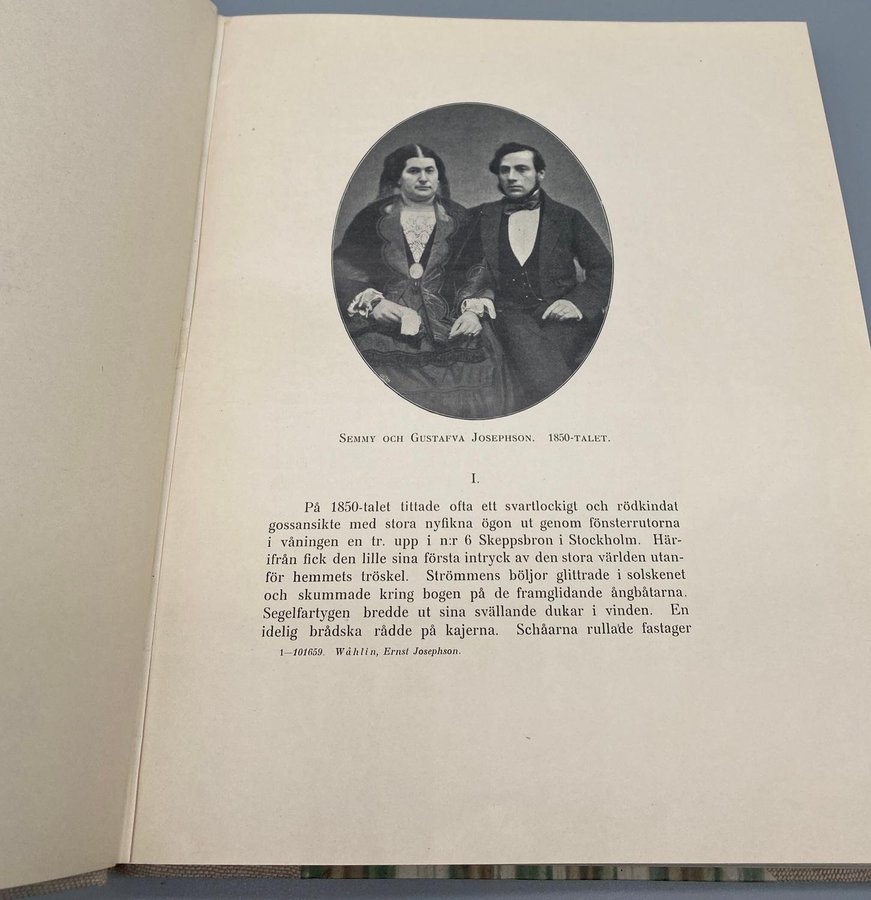 Semmy och Gustafva Josephson. 1850-talet.
I.
På 1850-talet tittade ofta ett svartlockigt och rödkindat
gossansikte med stora nyfikna ögon ut genom fönsterrutorna
i våningen en tr. upp i n:r 6 Skeppsbron i Stockholm. Här-
ifrån fick den lille sina första intryck av den stora världen utan-
för hemmets tröskel. Strömmens böljor glittrade i solskenet
och skummade kring bogen på de framglidande ångbåtarna.
Segelfartygen bredde ut sina svällande dukar i vinden. En
idelig brådska rådde på kajerna. Schåarna rullade fastager
1—101659. Wåhlin, Ernst Josephson.